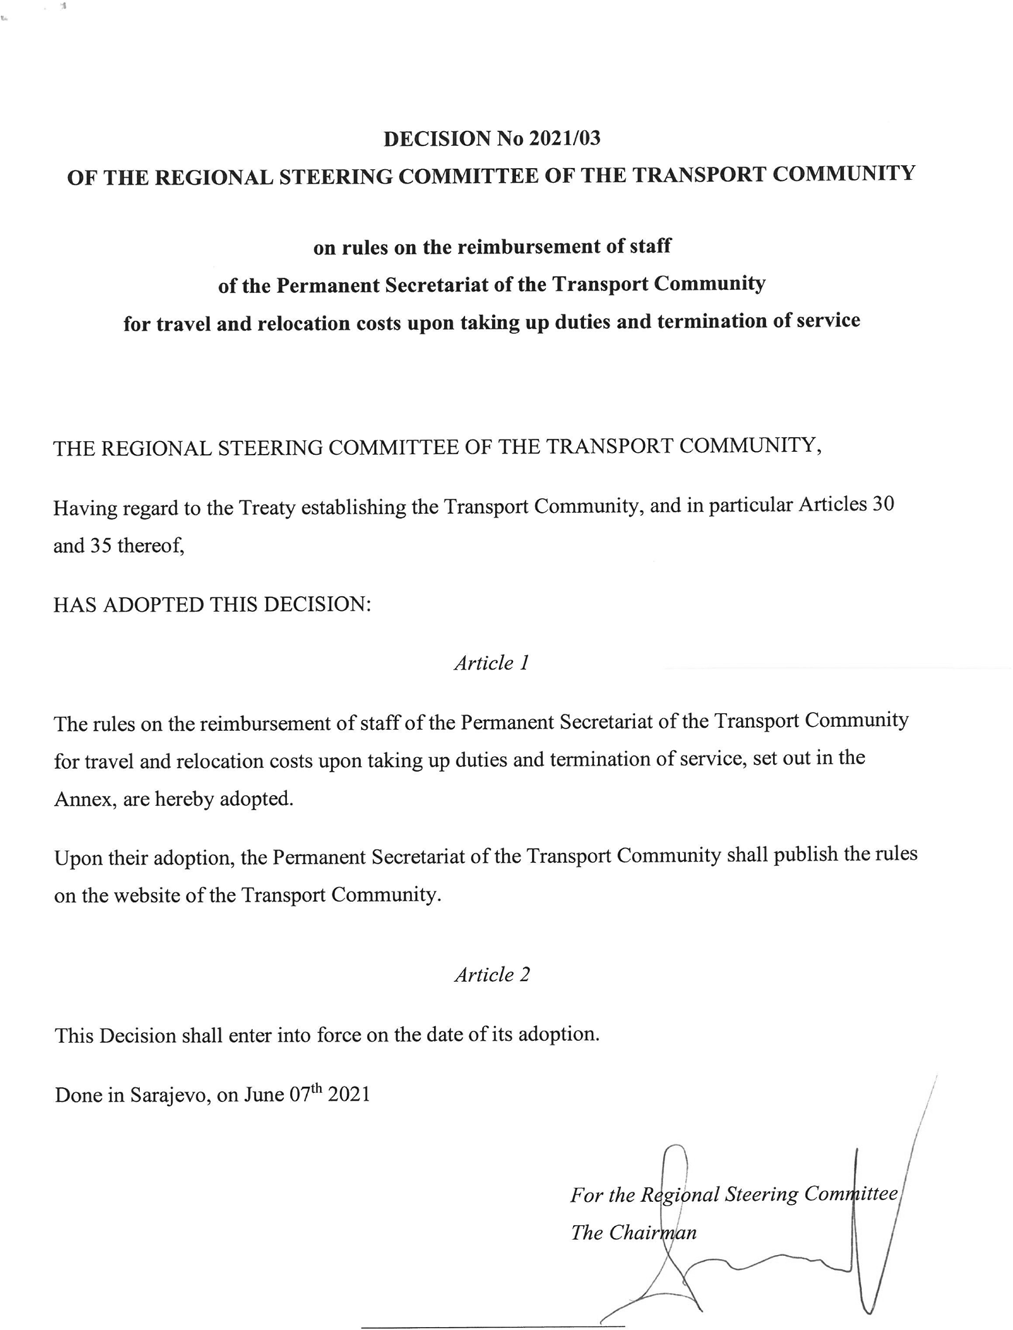 DECISION No 2021/03
OF THE REGIONAL STEERING COMMITTEE OF THE TRANSPORT COMMUNITY
on rules on the reimbursement of staff
of the Permanent Secretariat of the Transport Community
for travel and relocation costs upon taking up duties and termination of service
THE REGIONAL STEERING COMMITTEE OF THE TRANSPORT COMMUNITY,
Having regard to the Treaty establishing the Transport Community, and in particular Articles 30
and 35 thereof,
HAS ADOPTED THIS DECISION:
Article 1
The rules on the reimbursement of staff of the Permanent Secretariat of the Transport Community
for travel and relocation costs upon taking up duties and termination of service, set out in the
Annex, are hereby adopted.
Upon their adoption, the Permanent Secretariat of the Transport Community shall publish the rules
on the website of the Transport Community.
Article 2
This Decision shall enter into force on the date of its adoption.
Done in Sarajevo, on June 07th 2021
For the Regional Steering Committee
The Chairman